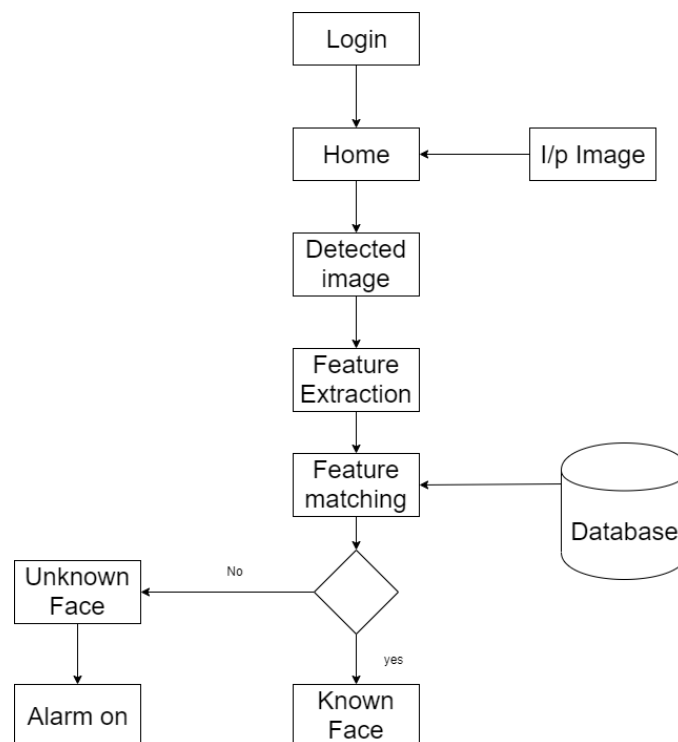 Login
Home
I/p Image
Detected
image
Feature
Extraction
Feature
matching
Database
No
Unknown
Face
yes
Alarm on
Known
Face